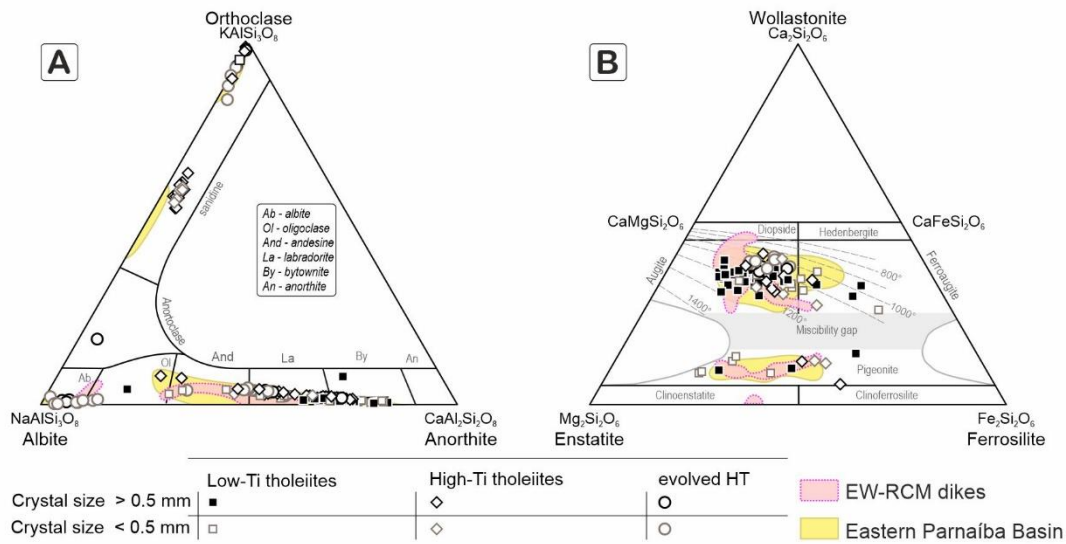 A
Orthoclase
KAlSi₃O₈
sanidine
Ab - albite
Ol - oligoclase
And - andesine
La - labradorite
By - bytownite
An - anorthite
Anortoclase
Ab
Ol
And
La
By
An
NaAlSi₃O₈
Albite
CaAl₂Si₂O₈
Anorthite
B
Wollastonite
Ca₂Si₂O₆
CaMgSi₂O₆
CaFeSi₂O₆
Diopside
Hedenbergite
Augite
Ferroaugite
800°
1000°
1200°
1400°
Miscibility gap
Pigeonite
Clinoenstatite
Clinoferrosilite
Mg₂Si₂O₆
Enstatite
Fe₂Si₂O₆
Ferrosilite
Low-Ti tholeiites
High-Ti tholeiites
evolved HT
Crystal size > 0.5 mm
Crystal size < 0.5 mm
EW-RCM dikes
Eastern Parnaíba Basin